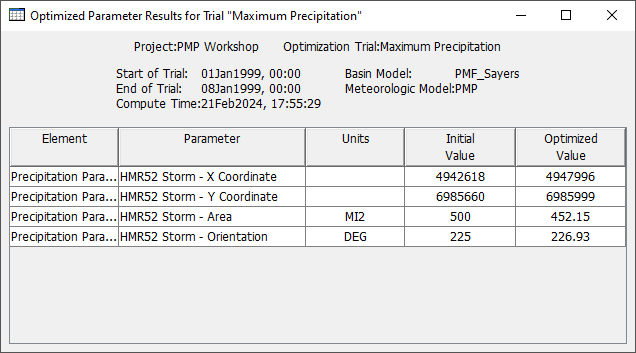 Optimized Parameter Results for Trial "Maximum Precipitation"
Project:PMP Workshop Optimization Trial:Maximum Precipitation
Start of Trial: 01Jan1999, 00:00 Basin Model: PMF_Sayers
End of Trial: 08Jan1999, 00:00 Meteorologic Model:PMP
Compute Time:21Feb2024, 17:55:29
Element Parameter Units Initial Value Optimized Value
Precipitation Para... HMR52 Storm - X Coordinate 4942618 4947996
Precipitation Para... HMR52 Storm - Y Coordinate 6985660 6985999
Precipitation Para... HMR52 Storm - Area MI2 500 452.15
Precipitation Para... HMR52 Storm - Orientation DEG 225 226.93